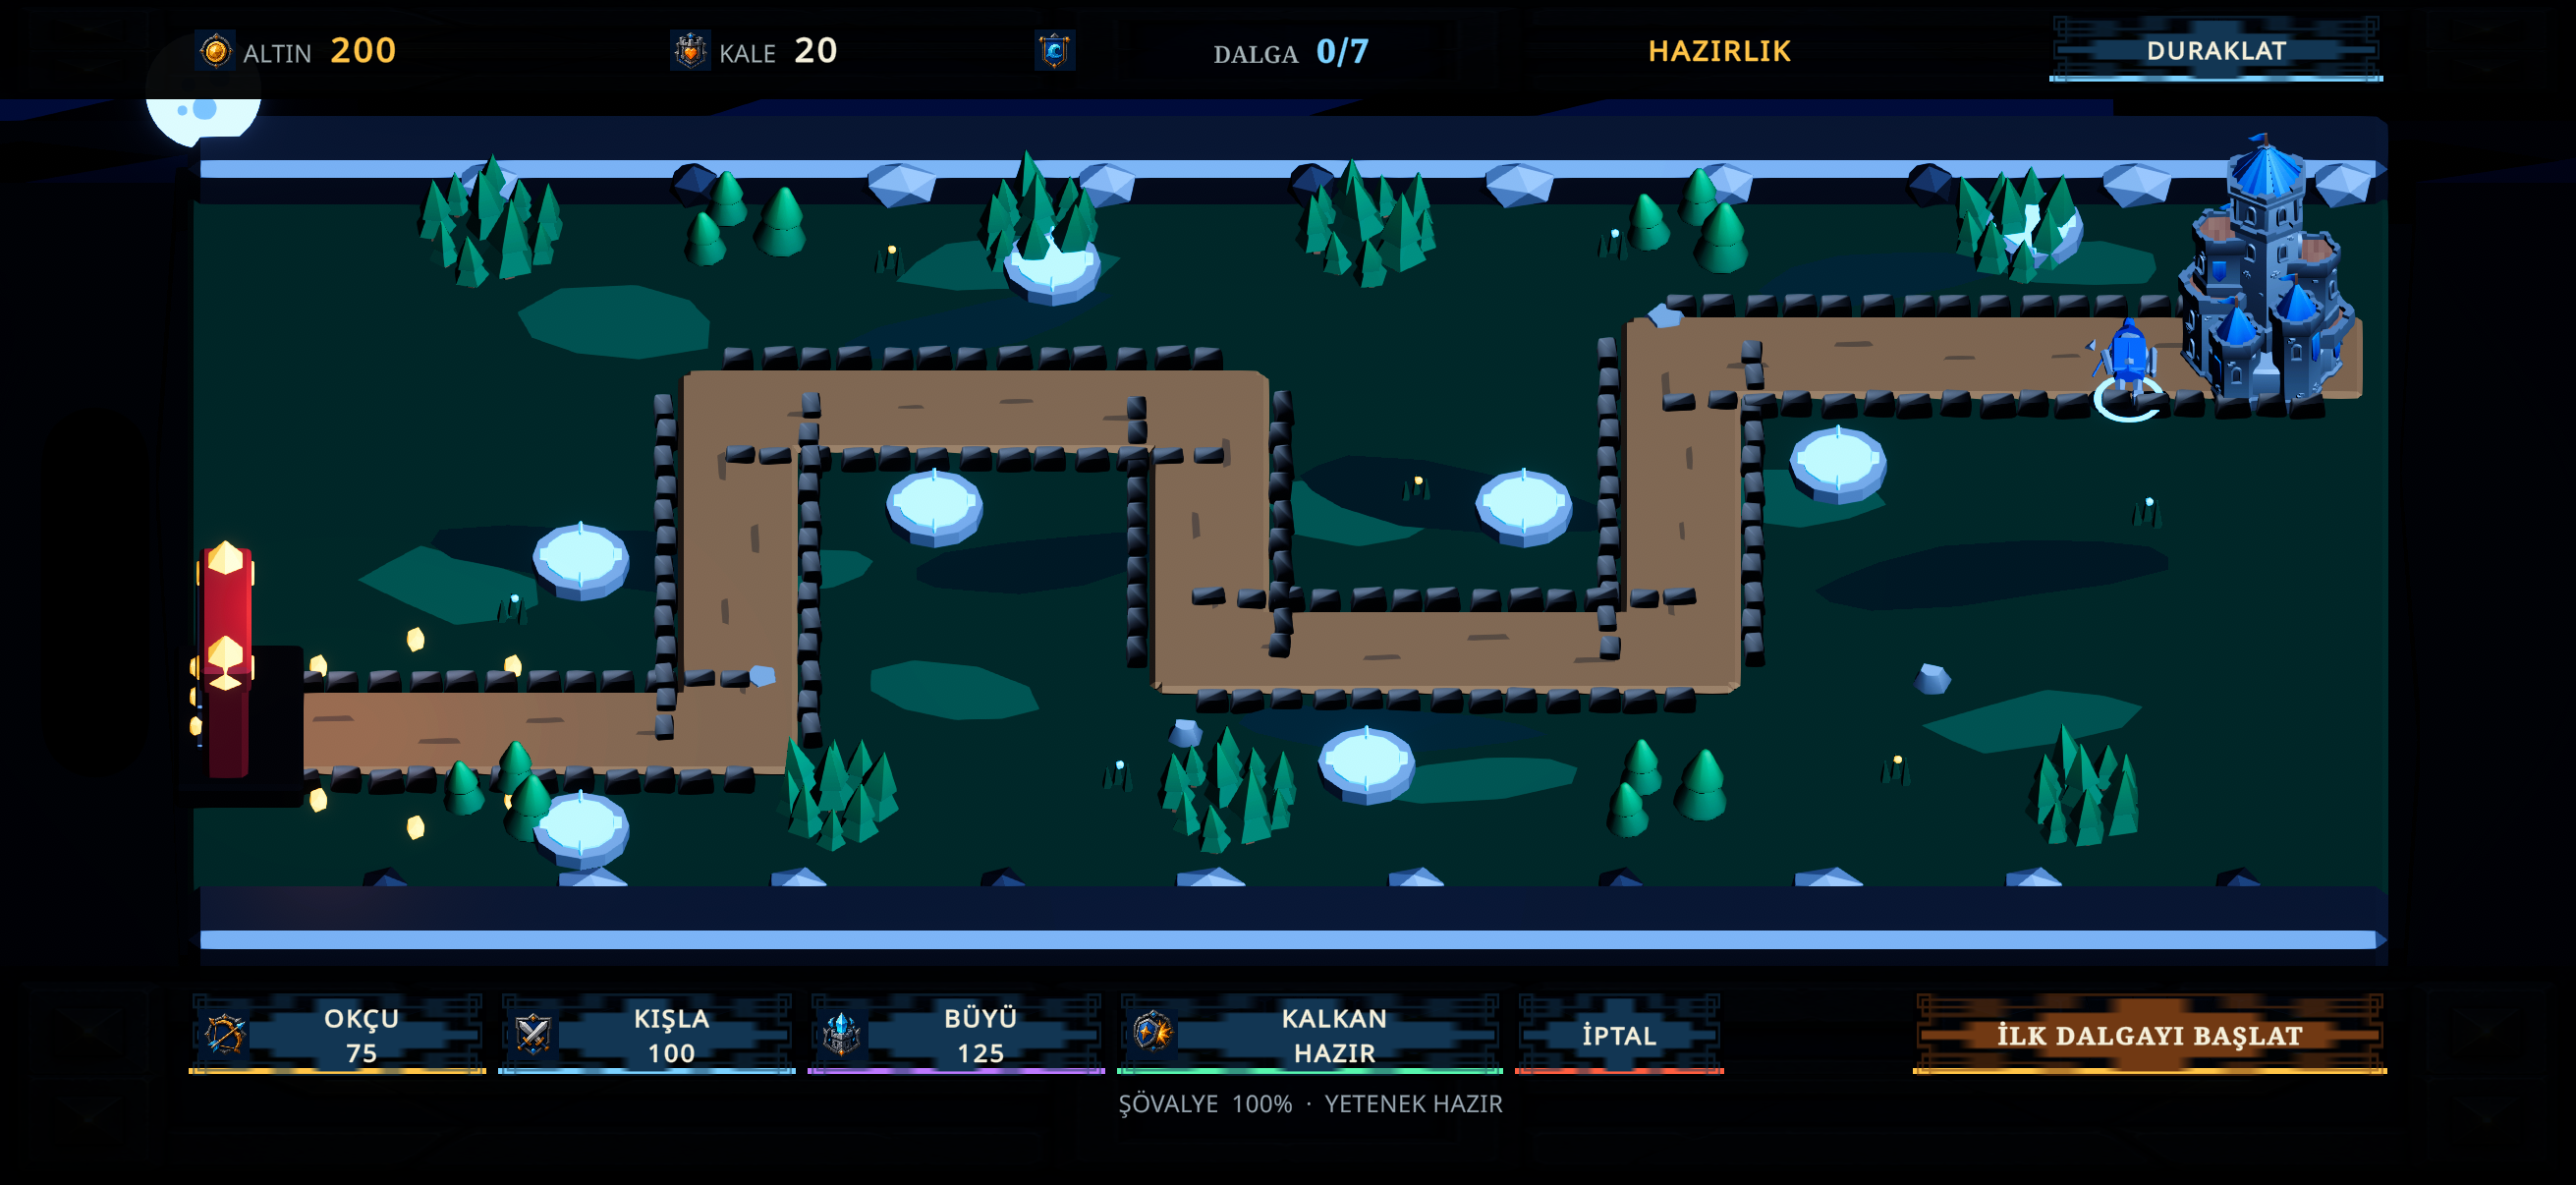 ALTIN 200
KALE 20
DALGA 0/7
HAZIRLIK
DURAKLAT
OKÇU
75
KIŞLA
100
BÜYÜ
125
KALKAN
HAZIR
İPTAL
İLK DALGAYI BAŞLAT
ŞÖVALYE 100% · YETENEK HAZIR